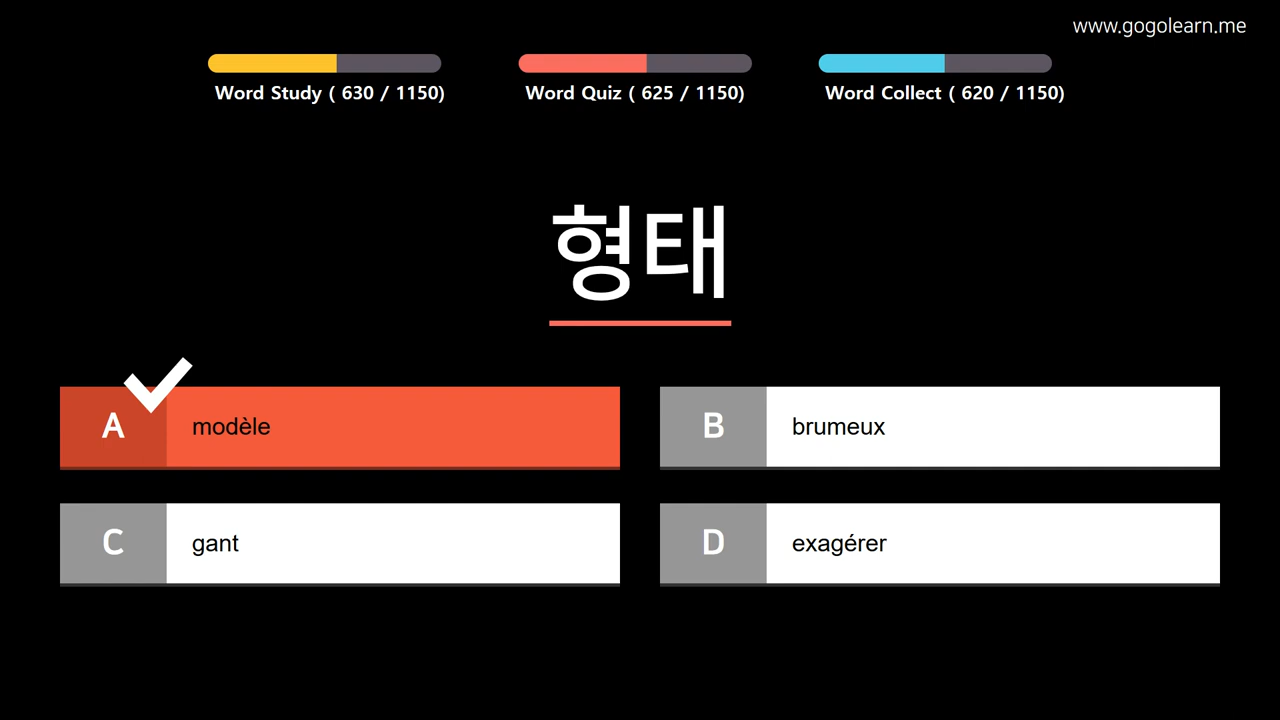 www.gogolearn.me
Word Study ( 630 / 1150)
Word Quiz ( 625 / 1150)
Word Collect ( 620 / 1150)
형태
A modèle
B brumeux
C gant
D exagérer